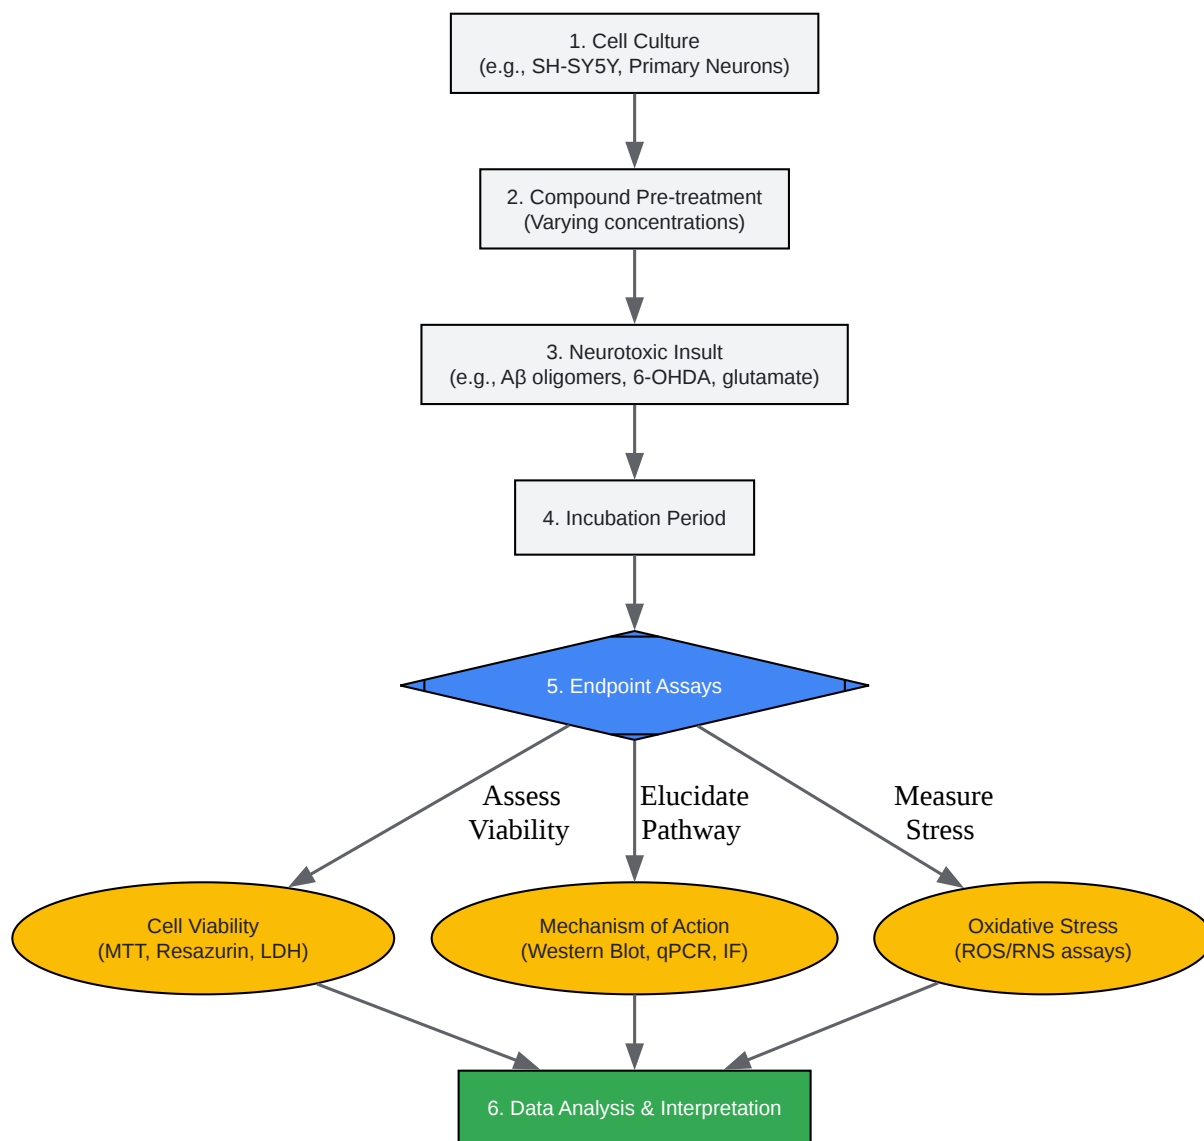 1. Cell Culture
(e.g., SH-SY5Y, Primary Neurons)
2. Compound Pre-treatment
(Varying concentrations)
3. Neurotoxic Insult
(e.g., Aβ oligomers, 6-OHDA, glutamate)
4. Incubation Period
5. Endpoint Assays
Assess
Viability
Elucidate
Pathway
Measure
Stress
Cell Viability
(MTT, Resazurin, LDH)
Mechanism of Action
(Western Blot, qPCR, IF)
Oxidative Stress
(ROS/RNS assays)
6. Data Analysis & Interpretation